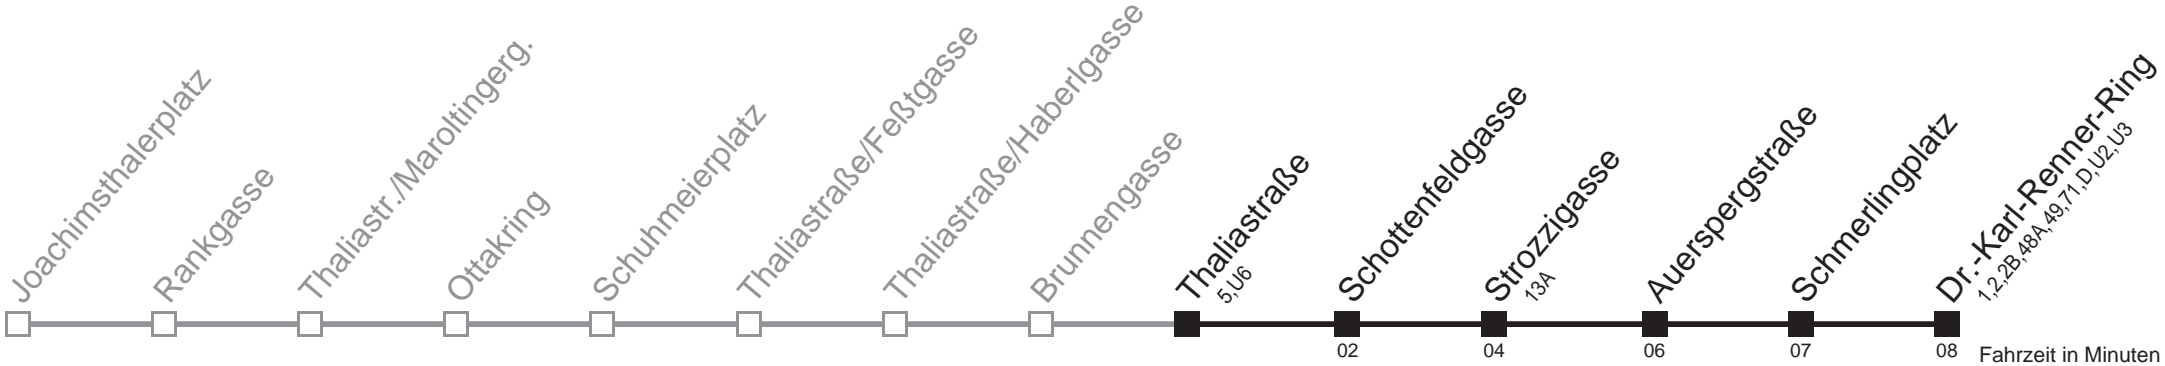 Joachimsthalerplatz
Rankgasse
Thaliastr./Maroltingerg.
Ottakring
Schuhmeierplatz
Thaliastraße/Feßtgasse
Thaliastraße/Haberlgasse
Brunnengasse
Thaliastraße
5,U6
Schottenfeldgasse
Strozzigasse
13A
Auerspergstraße
Schmerlingplatz
Dr.-Karl-Renner-Ring
1,2,2B,48A,49,71,D,U2,U3
02
04
06
07
08
Fahrzeit in Minuten